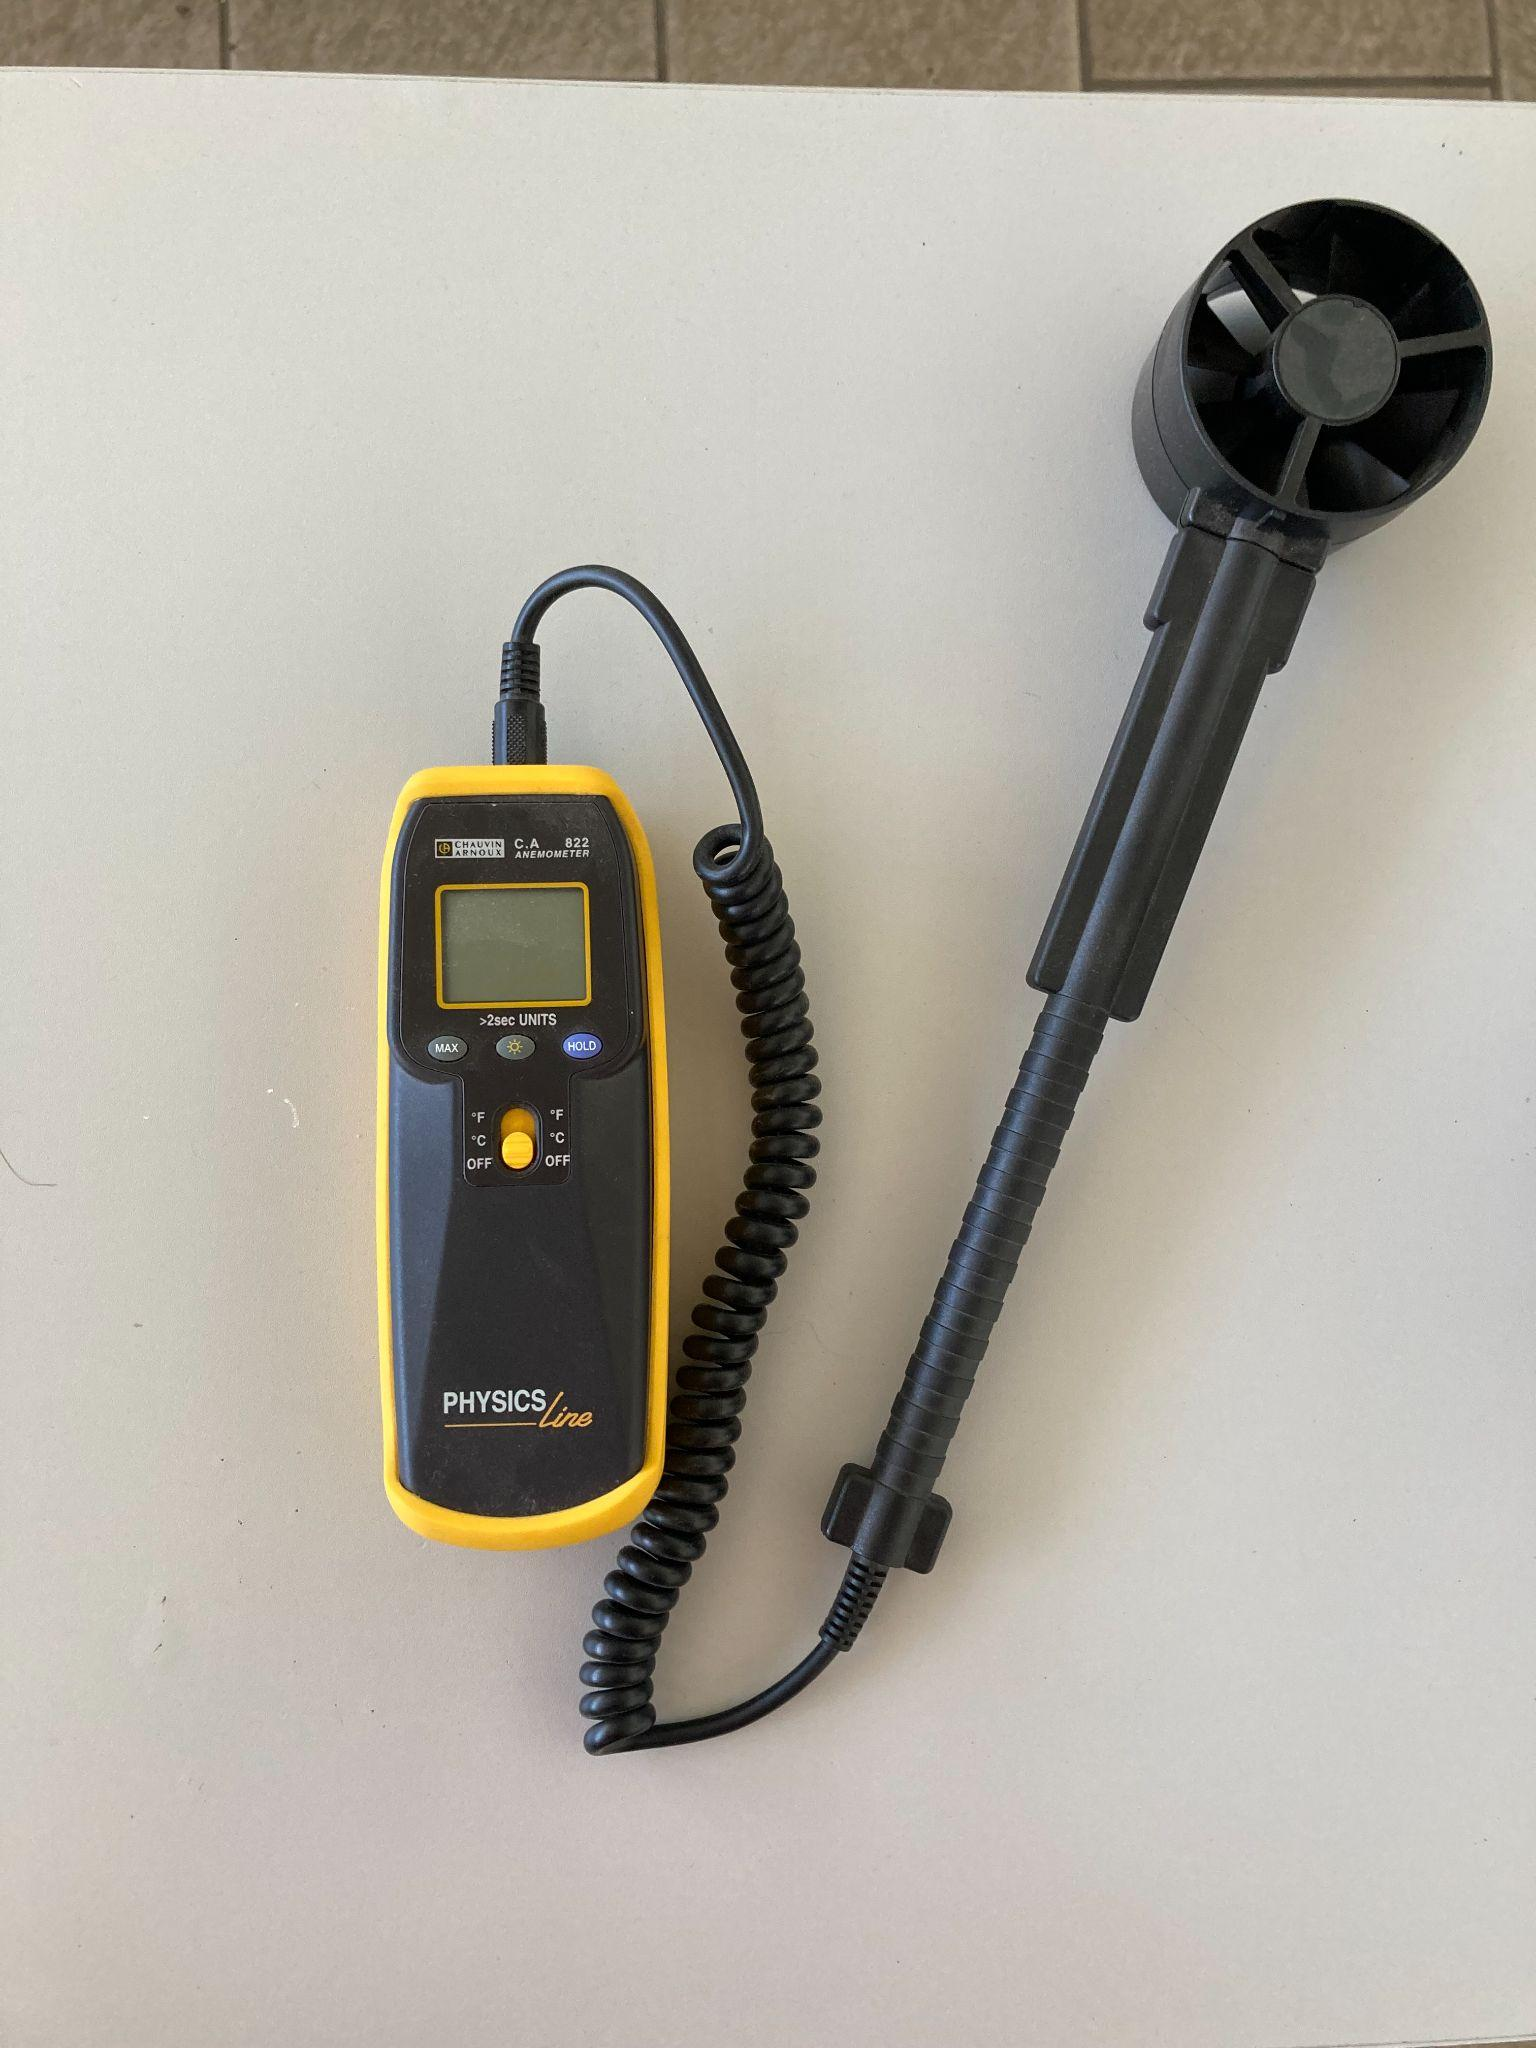 CHAUVIN
ARNOUX
C.A 822
ANEMOMETER
>2sec UNITS
MAX
HOLD
°F °F
°C °C
OFF OFF
PHYSICS Line